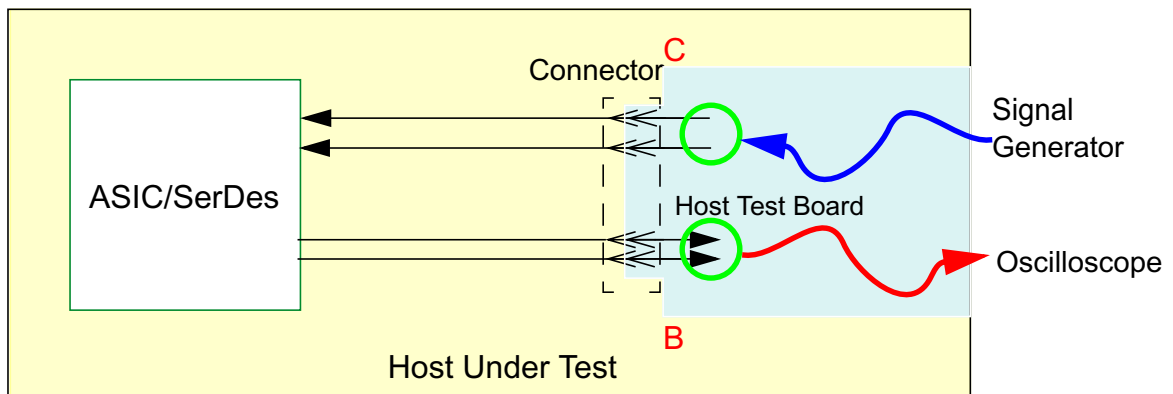 C
Connector
Signal
Generator
ASIC/SerDes
Host Test Board
Oscilloscope
B
Host Under Test